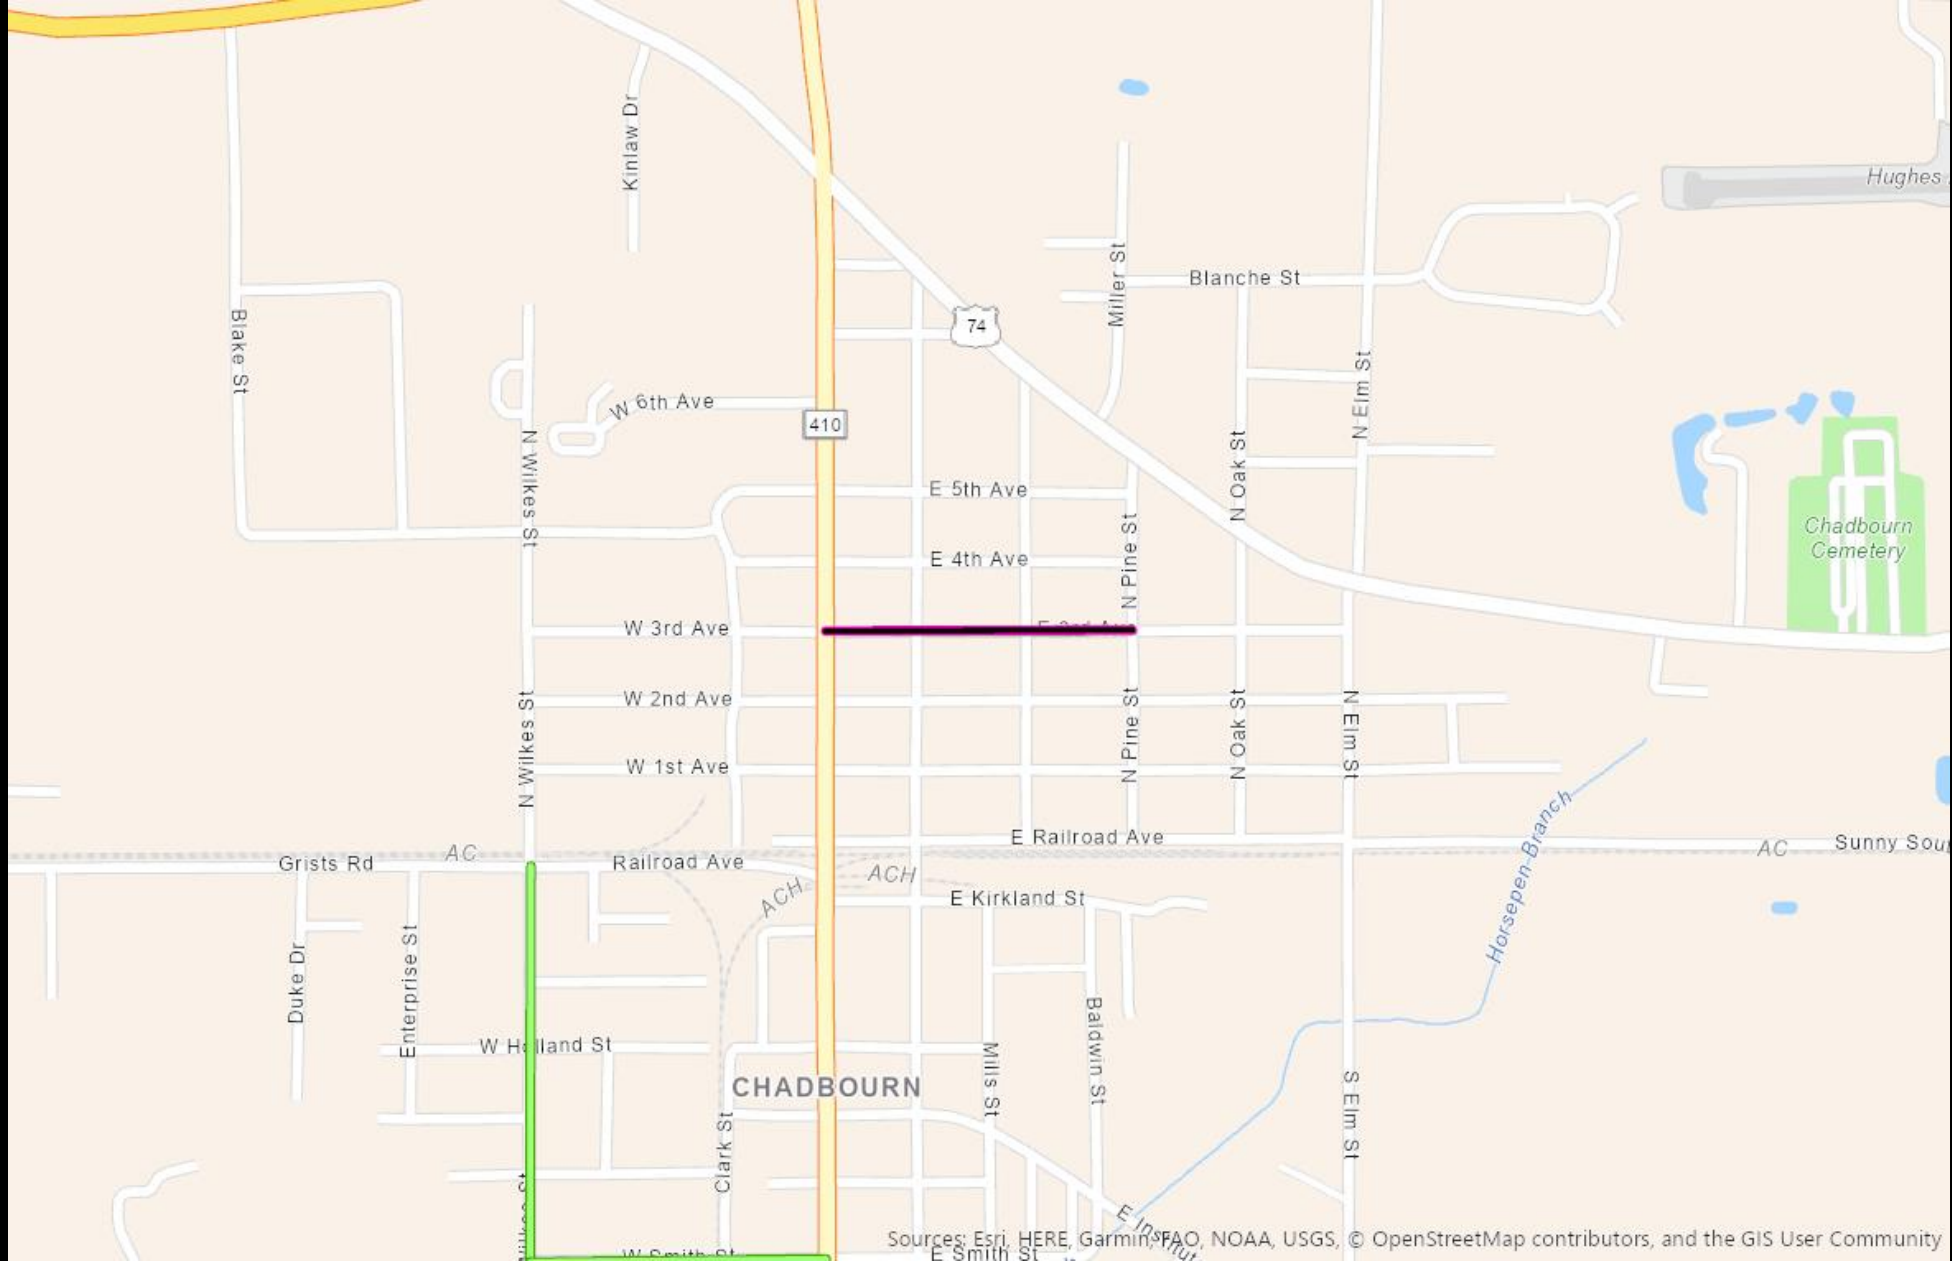 Hughes
Kinlaw Dr
Miller St
Blanche St
74
Blake St
N Elm St
W 6th Ave
410
N Wilkes St
N Oak St
E 5th Ave
Chadbourn
Cemetery
E 4th Ave
N Pine St
W 3rd Ave
W 2nd Ave
N Wilkes St
N Pine St
N Oak St
N Elm St
W 1st Ave
E Railroad Ave
AC
Grists Rd
Railroad Ave
ACH
ACH
AC
Sunny Sou
E Kirkland St
Horsepen Branch
Duke Dr
Enterprise St
W Holland St
Mills St
Baldwin St
CHADBOURN
S Elm St
Clark St
W Smith St
E Smith St
Sources: Esri, HERE, Garmin, FAO, NOAA, USGS, © OpenStreetMap contributors, and the GIS User Community